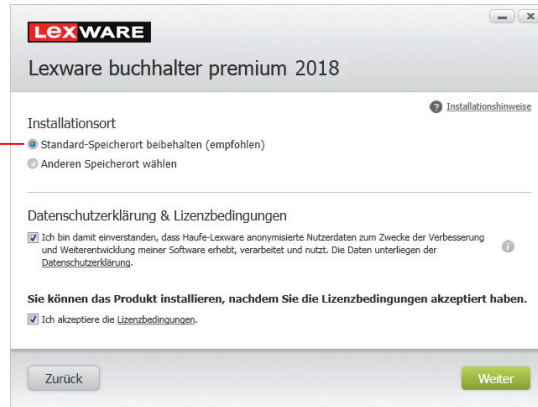 LEXWARE
Lexware buchhalter premium 2018
Installationshinweise
Installationsort
Standard-Speicherort beibehalten (empfohlen)
Anderen Speicherort wählen
Datenschutzerklärung & Lizenzbedingungen
Ich bin damit einverstanden, dass Haufe-Lexware anonymisierte Nutzerdaten zum Zwecke der Verbesserung
und Weiterentwicklung meiner Software erhebt, verarbeitet und nutzt. Die Daten unterliegen der
Datenschutzerklärung.
Sie können das Produkt installieren, nachdem Sie die Lizenzbedingungen akzeptiert haben.
Ich akzeptiere die Lizenzbedingungen.
Zurück
Weiter